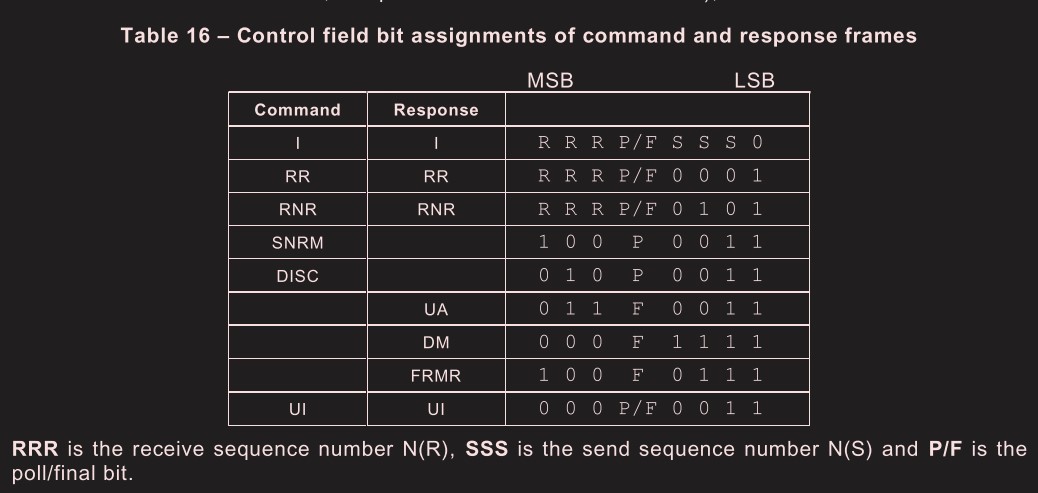 Table 16 – Control field bit assignments of command and response frames
MSB LSB
Command Response
I I R R R P/F S S S 0
RR RR R R R P/F 0 0 0 1
RNR RNR R R R P/F 0 1 0 1
SNRM 1 0 0 P 0 0 1 1
DISC 0 1 0 P 0 0 1 1
UA 0 1 1 F 0 0 1 1
DM 0 0 0 F 1 1 1 1
FRMR 1 0 0 F 0 1 1 1
UI UI 0 0 0 P/F 0 0 1 1
RRR is the receive sequence number N(R), SSS is the send sequence number N(S) and P/F is the
poll/final bit.